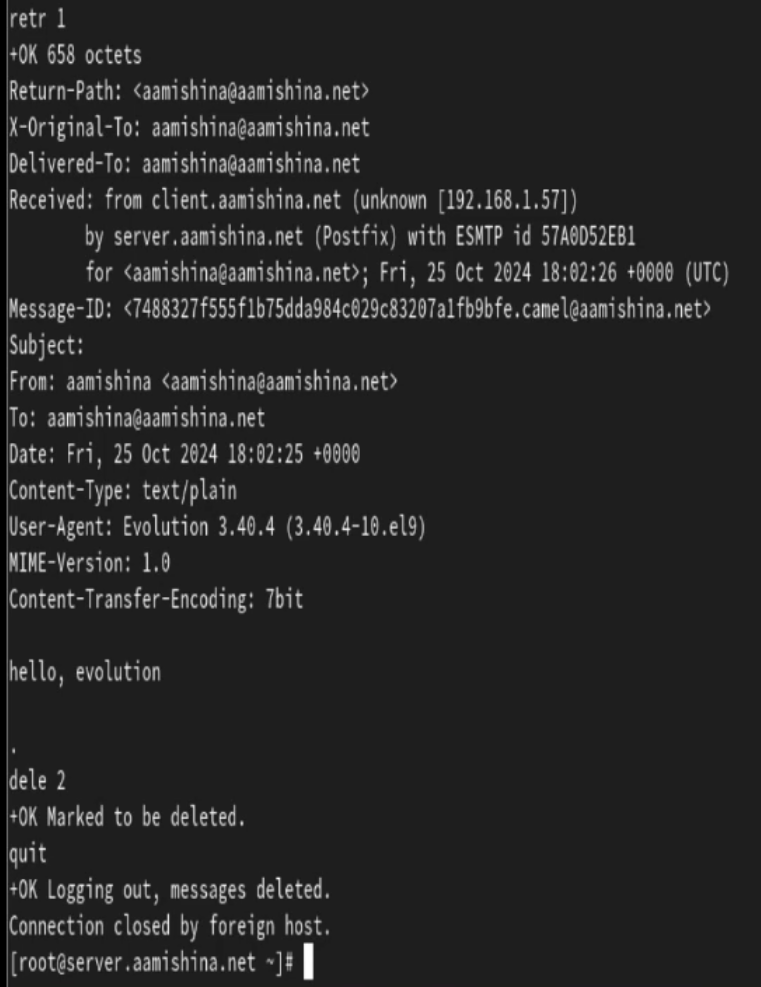 retr 1
+OK 658 octets
Return-Path: <aamishina@aamishina.net>
X-Original-To: aamishina@aamishina.net
Delivered-To: aamishina@aamishina.net
Received: from client.aamishina.net (unknown [192.168.1.57])
        by server.aamishina.net (Postfix) with ESMTP id 57A0D52EB1
        for <aamishina@aamishina.net>; Fri, 25 Oct 2024 18:02:26 +0000 (UTC)
Message-ID: <7488327f555f1b75dda984c029c83207a1fb9bfe.camel@aamishina.net>
Subject:
From: aamishina <aamishina@aamishina.net>
To: aamishina@aamishina.net
Date: Fri, 25 Oct 2024 18:02:25 +0000
Content-Type: text/plain
User-Agent: Evolution 3.40.4 (3.40.4-10.el9)
MIME-Version: 1.0
Content-Transfer-Encoding: 7bit

hello, evolution

.
dele 2
+OK Marked to be deleted.
quit
+OK Logging out, messages deleted.
Connection closed by foreign host.
[root@server.aamishina.net ~]#